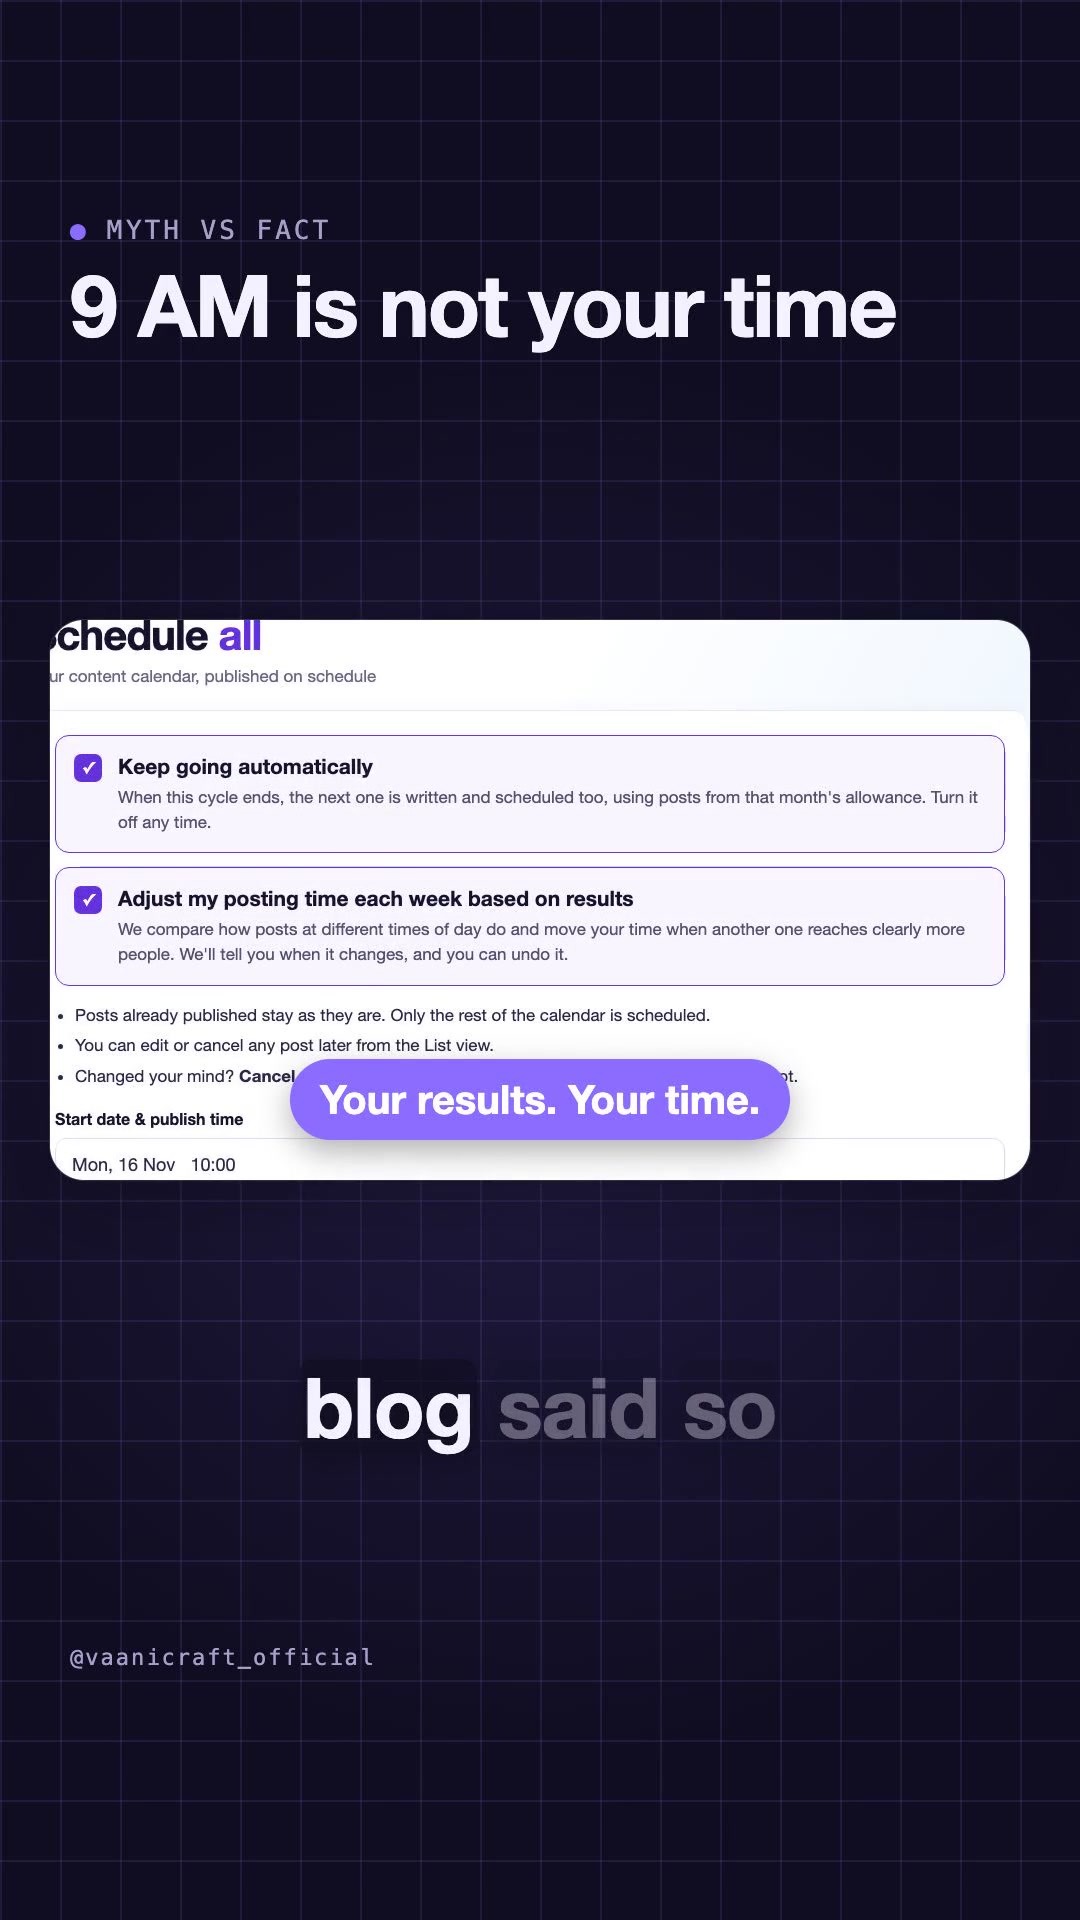 MYTH VS FACT
9 AM is not your time
chedule all
ur content calendar, published on schedule
Keep going automatically
When this cycle ends, the next one is written and scheduled too, using posts from that month's allowance. Turn it
off any time.
Adjust my posting time each week based on results
We compare how posts at different times of day do and move your time when another one reaches clearly more
people. We'll tell you when it changes, and you can undo it.
• Posts already published stay as they are. Only the rest of the calendar is scheduled.
• You can edit or cancel any post later from the List view.
• Changed your mind? Cancel
Your results. Your time.
Start date & publish time
Mon, 16 Nov 10:00
blog said so
@vaanicraft_official